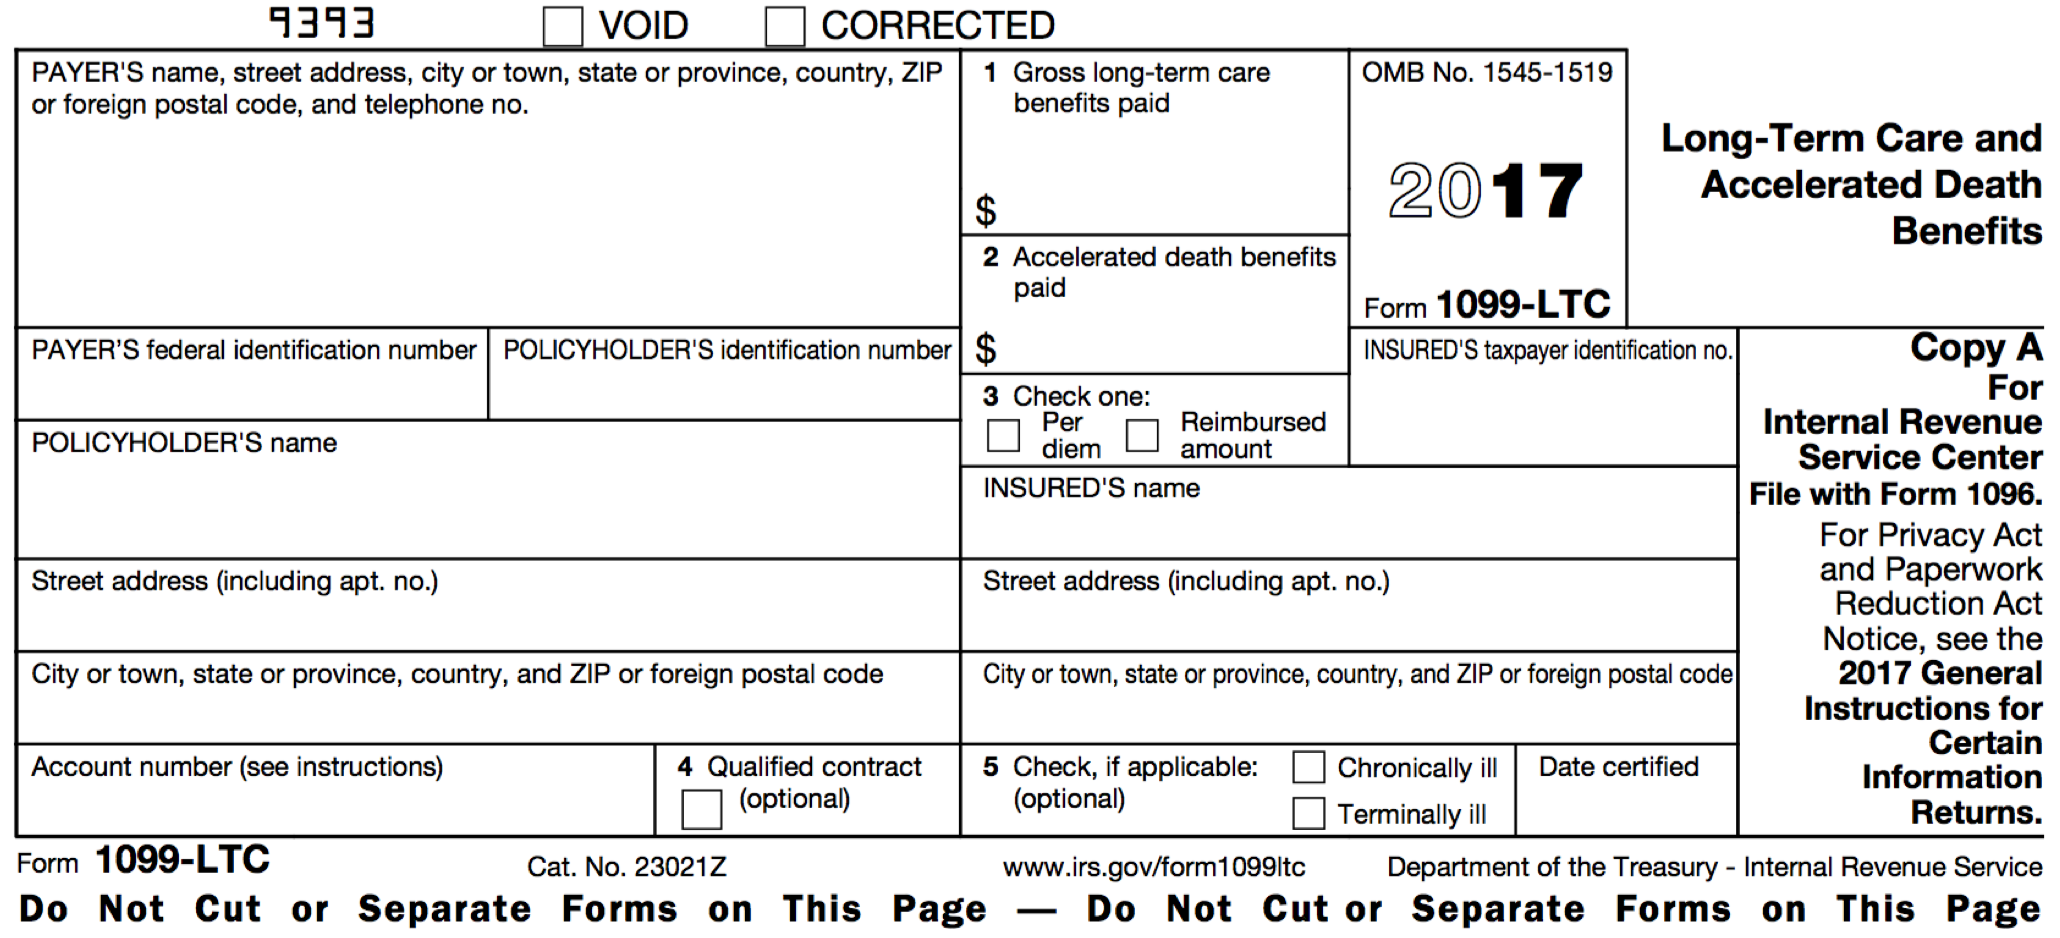 9393 VOID CORRECTED
PAYER'S name, street address, city or town, state or province, country, ZIP
or foreign postal code, and telephone no.
1 Gross long-term care
benefits paid
$
2 Accelerated death benefits
paid
$
OMB No. 1545-1519
2017
Form 1099-LTC
Long-Term Care and
Accelerated Death
Benefits
PAYER'S federal identification number
POLICYHOLDER'S identification number
3 Check one:
Per
diem
Reimbursed
amount
INSURED'S taxpayer identification no.
POLICYHOLDER'S name
INSURED'S name
Street address (including apt. no.)
Street address (including apt. no.)
City or town, state or province, country, and ZIP or foreign postal code
City or town, state or province, country, and ZIP or foreign postal code
Account number (see instructions)
4 Qualified contract
(optional)
5 Check, if applicable:
(optional)
Chronically ill
Terminally ill
Date certified
Copy A
For
Internal Revenue
Service Center
File with Form 1096.
For Privacy Act
and Paperwork
Reduction Act
Notice, see the
2017 General
Instructions for
Certain
Information
Returns.
Form 1099-LTC Cat. No. 23021Z www.irs.gov/form1099ltc Department of the Treasury - Internal Revenue Service
Do Not Cut or Separate Forms on This Page — Do Not Cut or Separate Forms on This Page